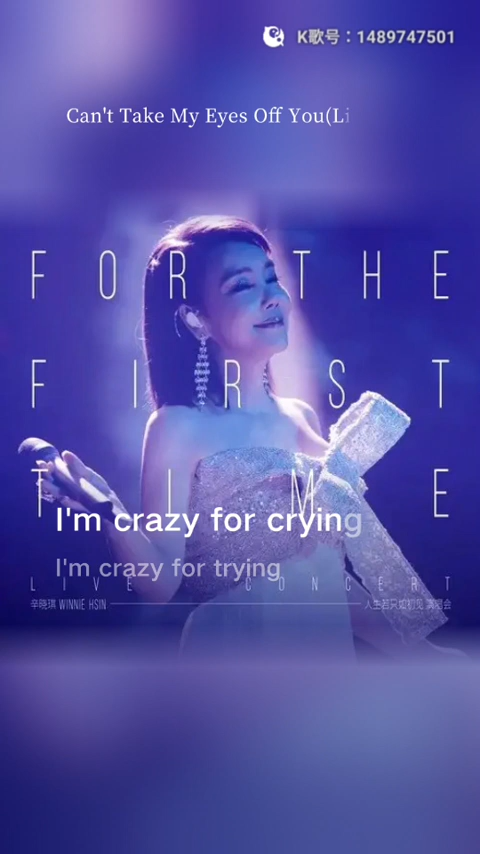 K歌号：1489747501
Can't Take My Eyes Off You(Li
FOR THE
FIRST
TIME
I'm crazy for crying
I'm crazy for trying
LIVE CONCERT
辛晓琪 WINNIE HSIN
人生若只如初见 演唱会